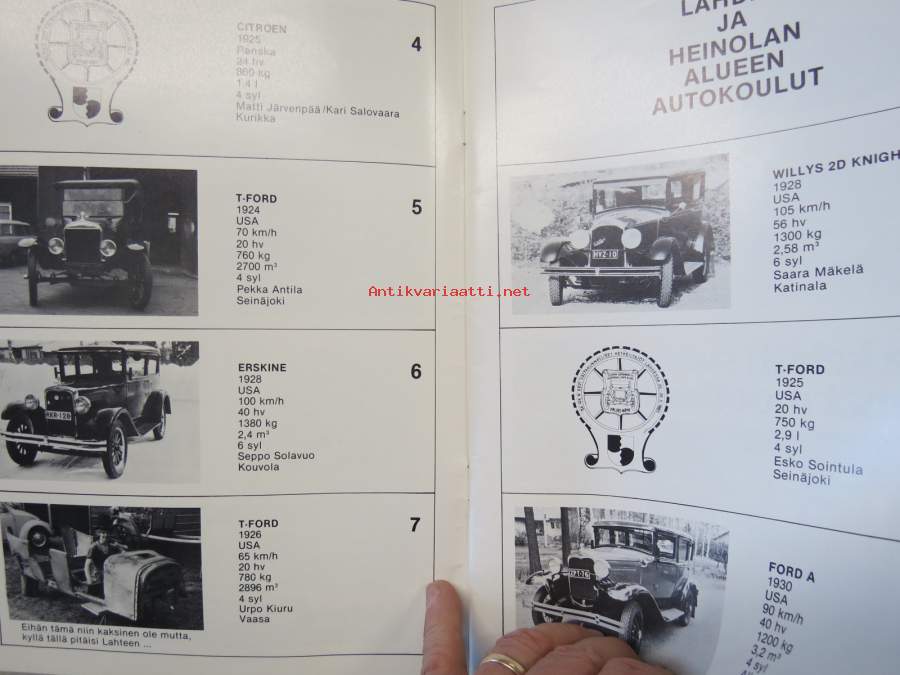 CITROEN
1925
Ranska
24 hv
860 kg
1,4 l
4 syl
Matti Järvenpää/Kari Salovaara
Kurikka
4
T-FORD
1924
USA
70 km/h
20 hv
760 kg
2700 m³
4 syl
Pekka Antila
Seinäjoki
5
ERSKINE
1928
USA
100 km/h
40 hv
1380 kg
2,4 m³
6 syl
Seppo Solavuo
Kouvola
6
T-FORD
1926
USA
65 km/h
20 hv
780 kg
2896 m³
4 syl
Urpo Kiuru
Vaasa
7
Eihän tämä niin kaksinen ole mutta,
kyllä tällä pitäisi Lahteen ...
JA
HEINOLAN
ALUEEN
AUTOKOULUT
WILLYS 2D KNIGH
1928
USA
105 km/h
56 hv
1300 kg
2,58 m³
6 syl
Saara Mäkelä
Katinala
T-FORD
1925
USA
20 hv
750 kg
2,9 l
4 syl
Esko Sointula
Seinäjoki
FORD A
1930
USA
90 km/h
40 hv
1200 kg
3,2 m³
4 syl
Antikvariaatti.net